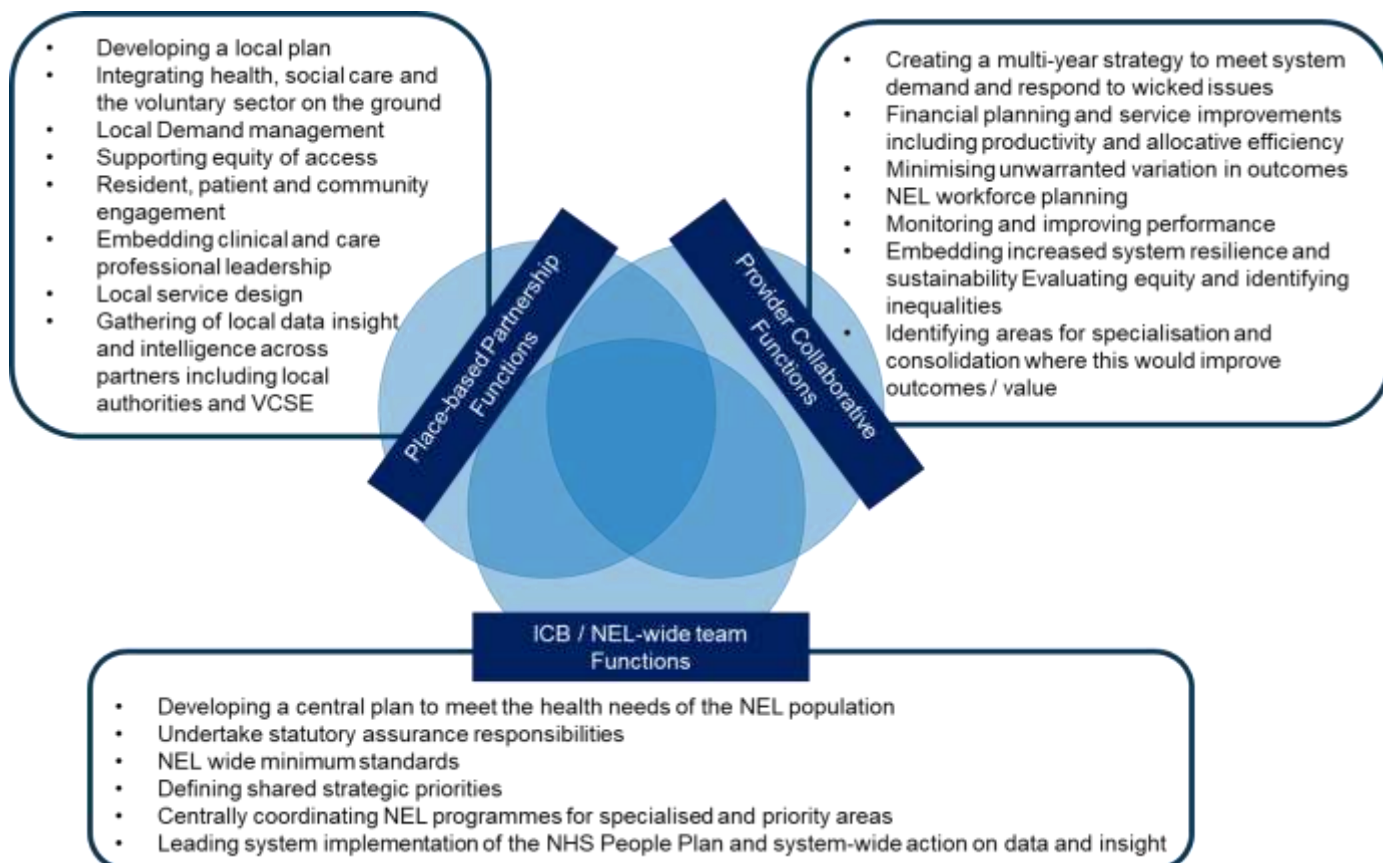 • Developing a local plan
• Integrating health, social care and
the voluntary sector on the ground
• Local Demand management
• Supporting equity of access
• Resident, patient and community
engagement
• Embedding clinical and care
professional leadership
• Local service design
• Gathering of local data insight
and intelligence across
partners including local
authorities and VCSE
Place-based Partnership
Functions
• Creating a multi-year strategy to meet system
demand and respond to wicked issues
• Financial planning and service improvements
including productivity and allocative efficiency
• Minimising unwarranted variation in outcomes
• NEL workforce planning
• Monitoring and improving performance
• Embedding increased system resilience and
sustainability Evaluating equity and identifying
inequalities
• Identifying areas for specialisation and
consolidation where this would improve
outcomes / value
Provider Collaborative
Functions
ICB / NEL-wide team
Functions
• Developing a central plan to meet the health needs of the NEL population
• Undertake statutory assurance responsibilities
• NEL wide minimum standards
• Defining shared strategic priorities
• Centrally coordinating NEL programmes for specialised and priority areas
• Leading system implementation of the NHS People Plan and system-wide action on data and insight